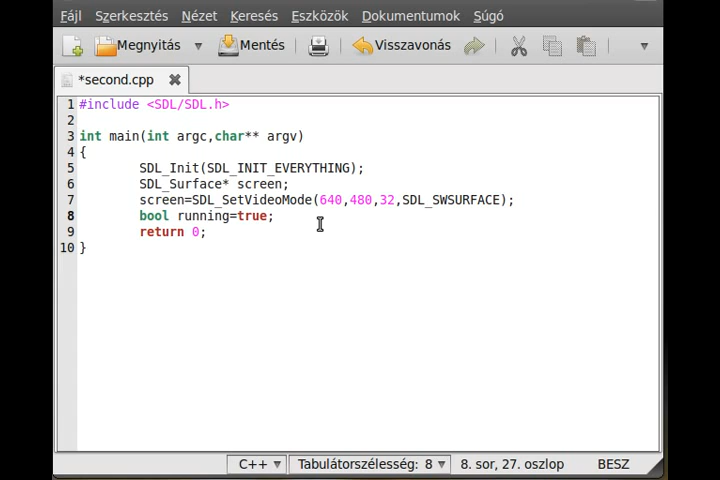 Fájl Szerkesztés Nézet Keresés Eszközök Dokumentumok Súgó
Megnyitás Mentés Visszavonás
*second.cpp
1 #include <SDL/SDL.h>
2
3 int main(int argc,char** argv)
4 {
5 SDL_Init(SDL_INIT_EVERYTHING);
6 SDL_Surface* screen;
7 screen=SDL_SetVideoMode(640,480,32,SDL_SWSURFACE);
8 bool running=true;
9 return 0;
10 }
C++ Tabulátorszélesség: 8 8. sor, 27. oszlop BESZ